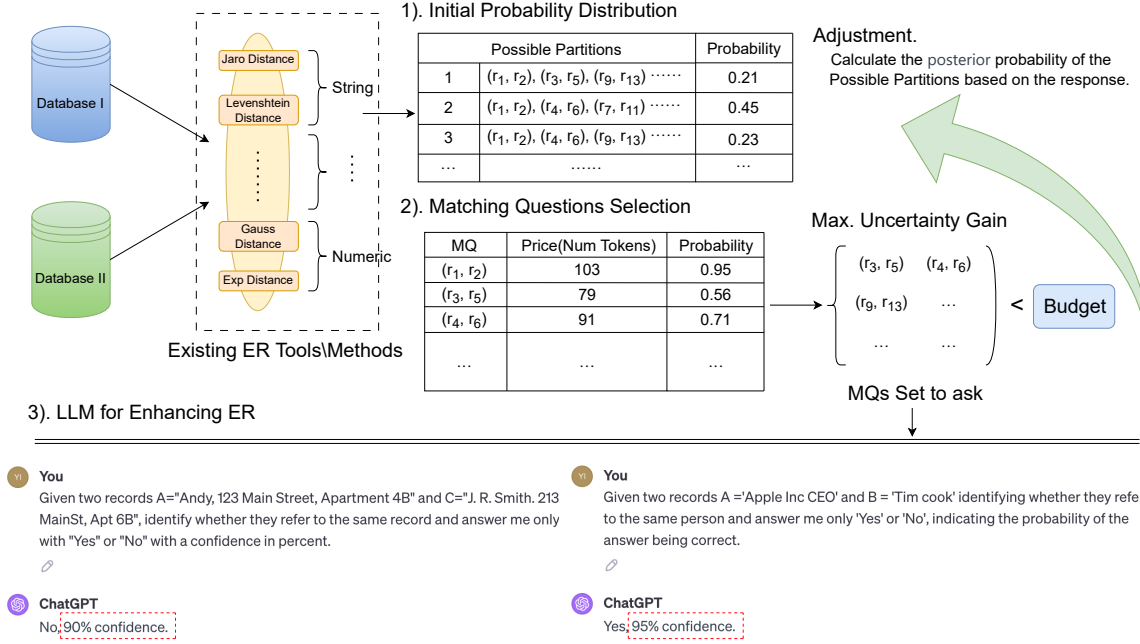 1). Initial Probability Distribution
Possible Partitions Probability
1 (r1, r2), (r3, r5), (r9, r13) ······ 0.21
2 (r1, r2), (r4, r6), (r7, r11) ······ 0.45
3 (r1, r2), (r4, r6), (r9, r13) ······ 0.23
... ...... ...
Database I
Database II
Jaro Distance
Levenshtein
Distance
String
Gauss
Distance
Numeric
Exp Distance
Existing ER Tools\Methods
Adjustment.
Calculate the posterior probability of the
Possible Partitions based on the response.
2). Matching Questions Selection
MQ Price(Num Tokens) Probability
(r1, r2) 103 0.95
(r3, r5) 79 0.56
(r4, r6) 91 0.71
... ... ...
Max. Uncertainty Gain
(r3, r5) (r4, r6)
(r9, r13) ...
... ...
< Budget
MQs Set to ask
3). LLM for Enhancing ER
YI You
Given two records A="Andy, 123 Main Street, Apartment 4B" and C="J. R. Smith. 213
MainSt, Apt 6B", identify whether they refer to the same record and answer me only
with "Yes" or "No" with a confidence in percent.
ChatGPT
No, 90% confidence.
YI You
Given two records A ='Apple Inc CEO' and B = 'Tim cook' identifying whether they refe
to the same person and answer me only 'Yes' or 'No', indicating the probability of the
answer being correct.
ChatGPT
Yes, 95% confidence.